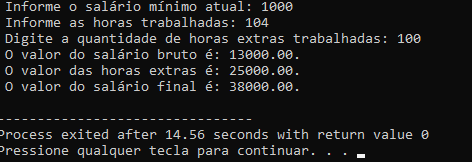 Informe o salário mínimo atual: 1000
Informe as horas trabalhadas: 104
Digite a quantidade de horas extras trabalhadas: 100
O valor do salário bruto é: 13000.00.
O valor das horas extras é: 25000.00.
O valor do salário final é: 38000.00.

--------------------------------
Process exited after 14.56 seconds with return value 0
Pressione qualquer tecla para continuar. . .